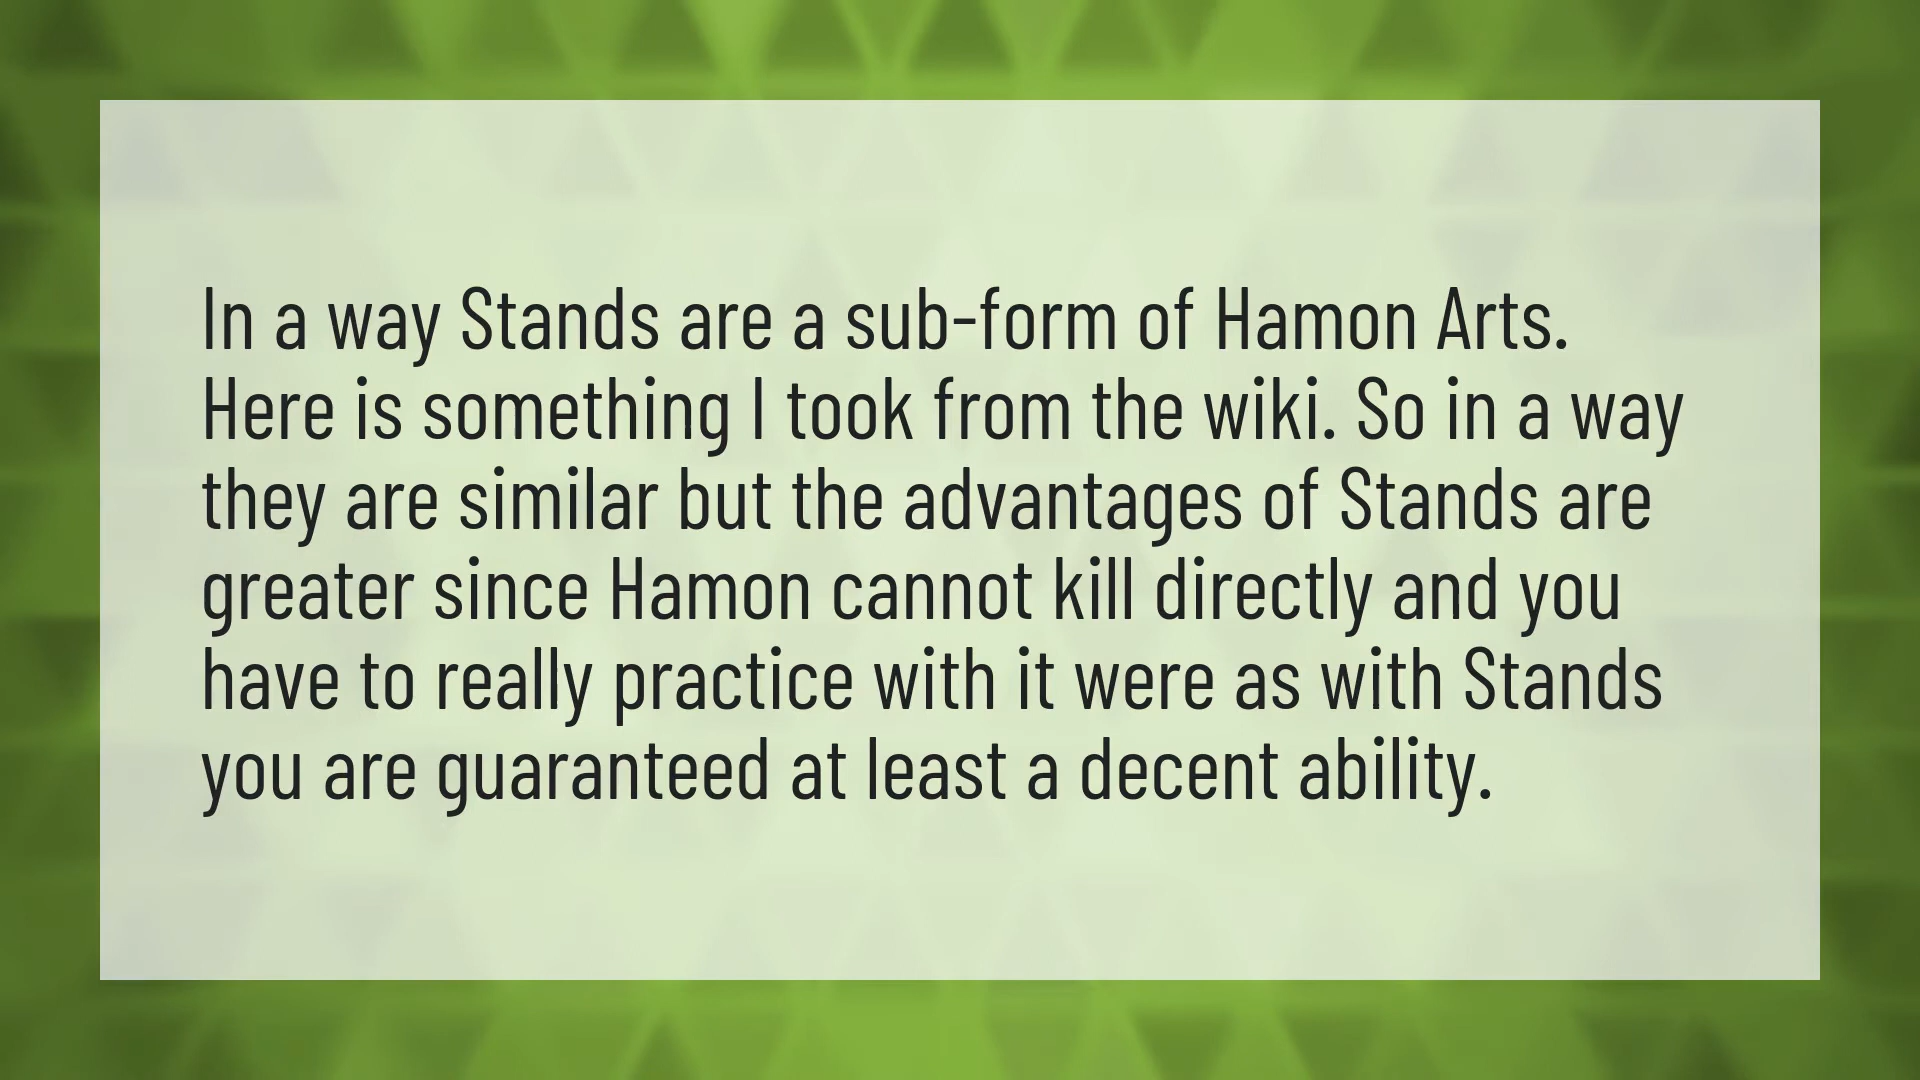 In a way Stands are a sub-form of Hamon Arts.
Here is something I took from the wiki. So in a way
they are similar but the advantages of Stands are
greater since Hamon cannot kill directly and you
have to really practice with it were as with Stands
you are guaranteed at least a decent ability.